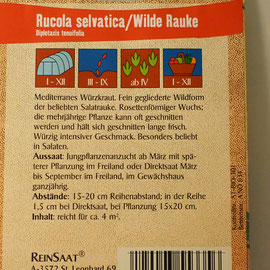 Rucola selvatica/Wilde Rauke
Diplotaxis tenuifolia
I - XII
III - IX
ab IV
I - XII
Mediterranes Würzkraut. Fein gegliederte Wildform
der beliebten Salatrauke. Rosettenförmiger Wuchs;
die mehrjährige Pflanze kann oft geschnitten
werden und hält sich geschnitten lange frisch.
Würzig intensiver Geschmack. Besonders beliebt
in Salaten.
Aussaat: Jungpflanzenanzucht ab März mit spä-
terer Pflanzung im Freiland oder Direktsaat März
bis September im Freiland, im Gewächshaus
ganzjährig.
Abstände: 15-20 cm Reihenabstand; in der Reihe
1,5 cm bei Direktsaat, bei Pflanzung 15x20 cm.
Inhalt: reicht für ca. 4 m².
REINSAAT®
A-3572 St. Leonhard 69